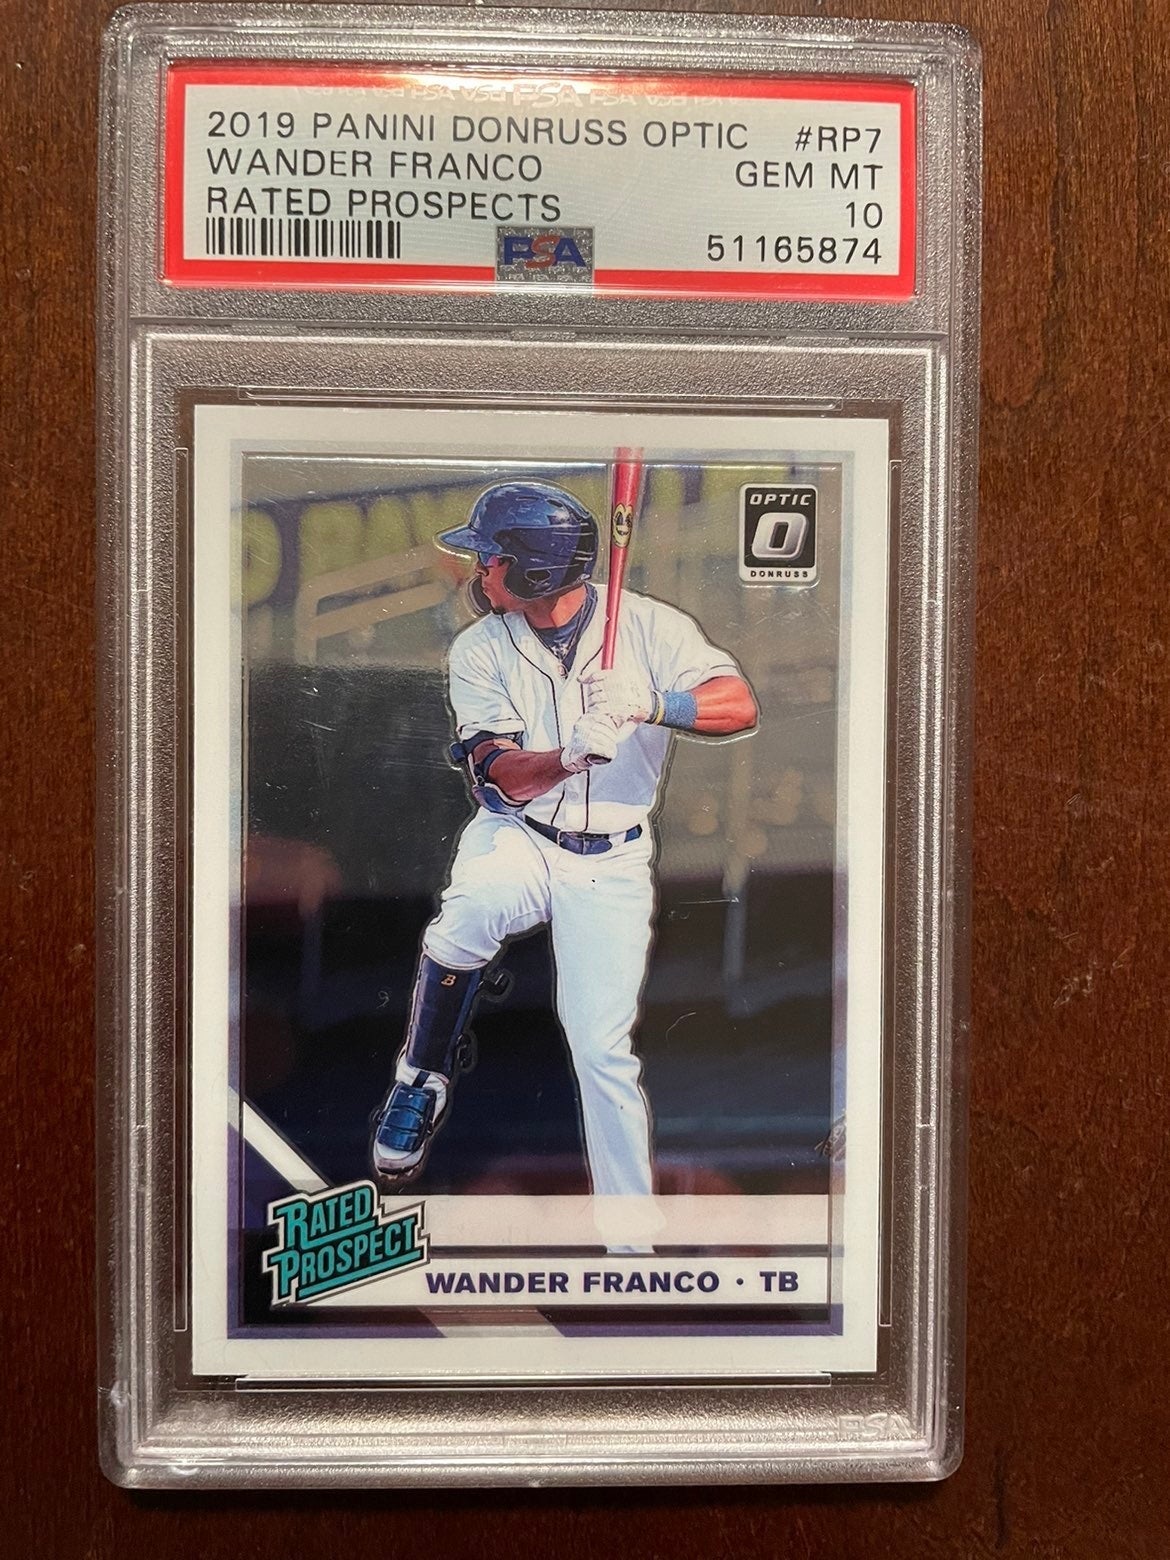 2019 PANINI DONRUSS OPTIC #RP7
WANDER FRANCO GEM MT
RATED PROSPECTS 10
PSA 51165874
OPTIC
O
DONRUSS
B
RATED
PROSPECT
WANDER FRANCO · TB
PSA